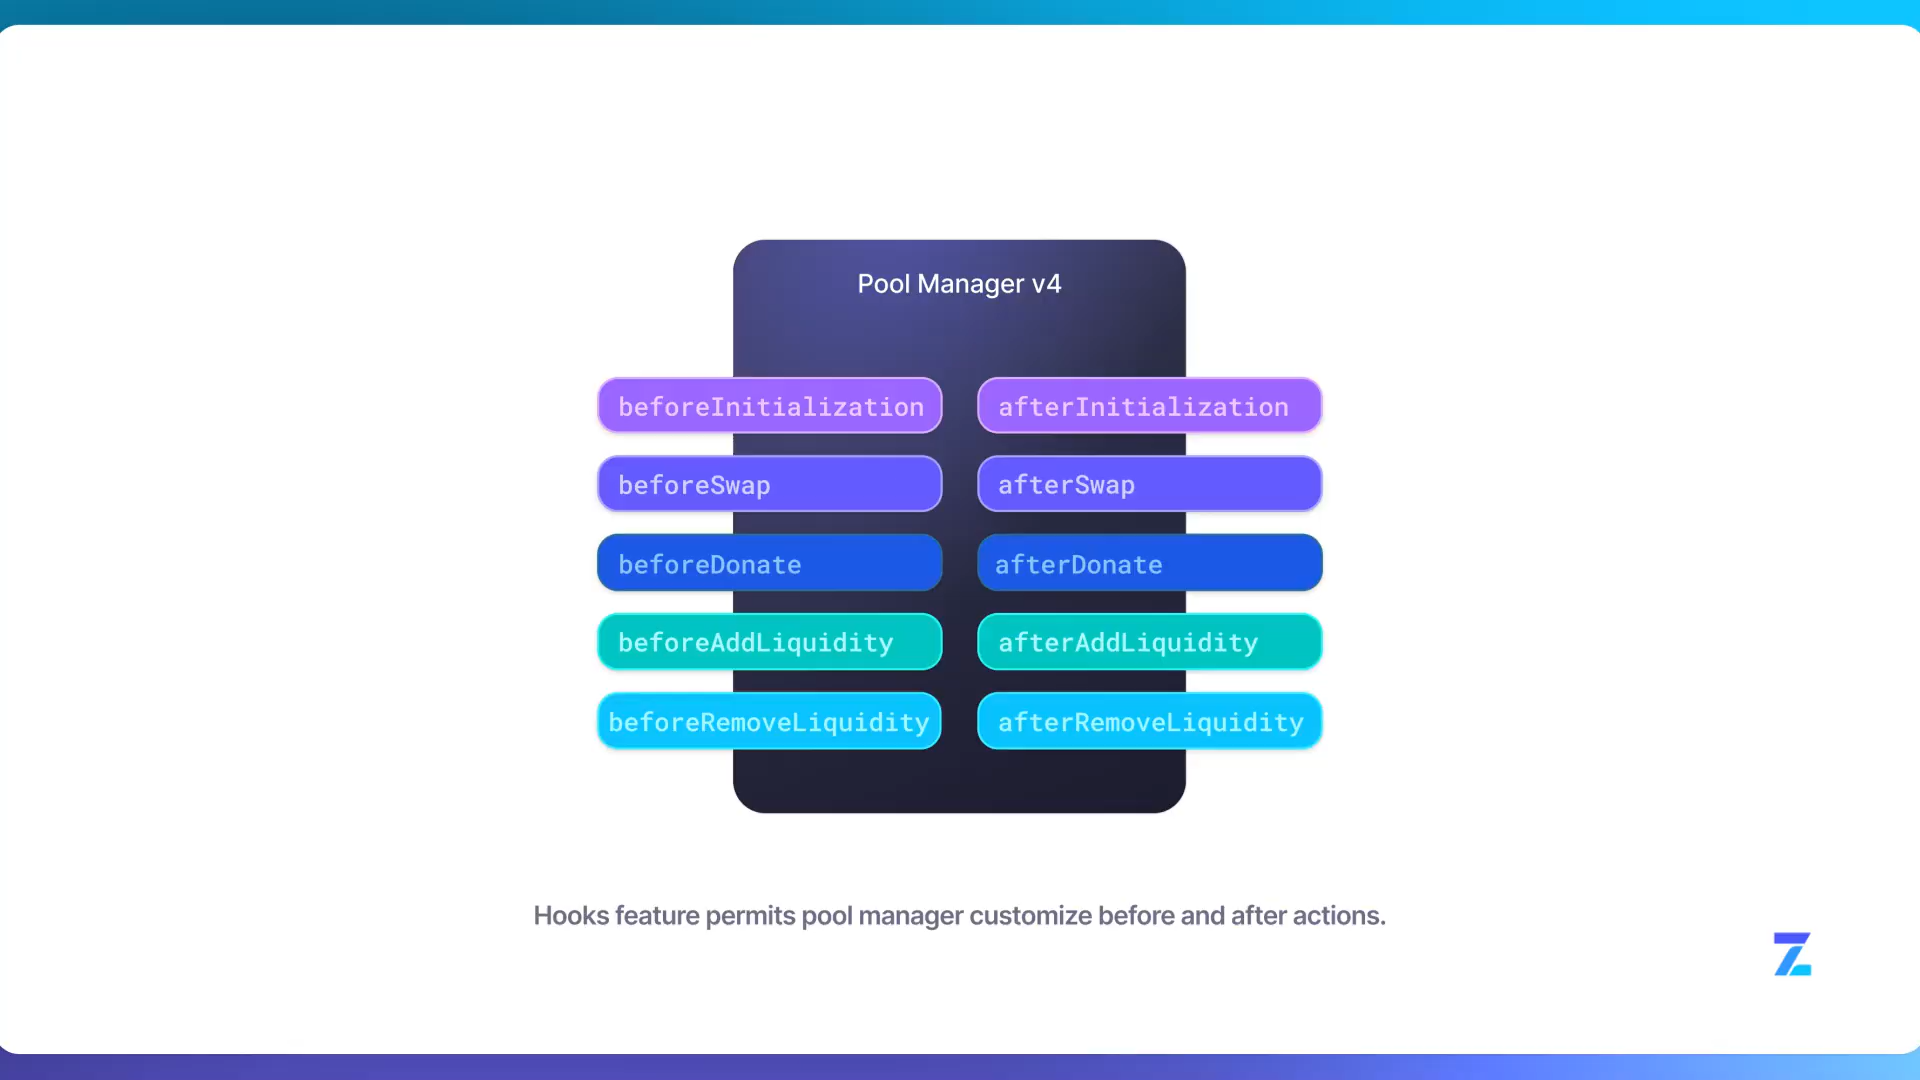 Pool Manager v4
beforeInitialization afterInitialization
beforeSwap afterSwap
beforeDonate afterDonate
beforeAddLiquidity afterAddLiquidity
beforeRemoveLiquidity afterRemoveLiquidity
Hooks feature permits pool manager customize before and after actions.